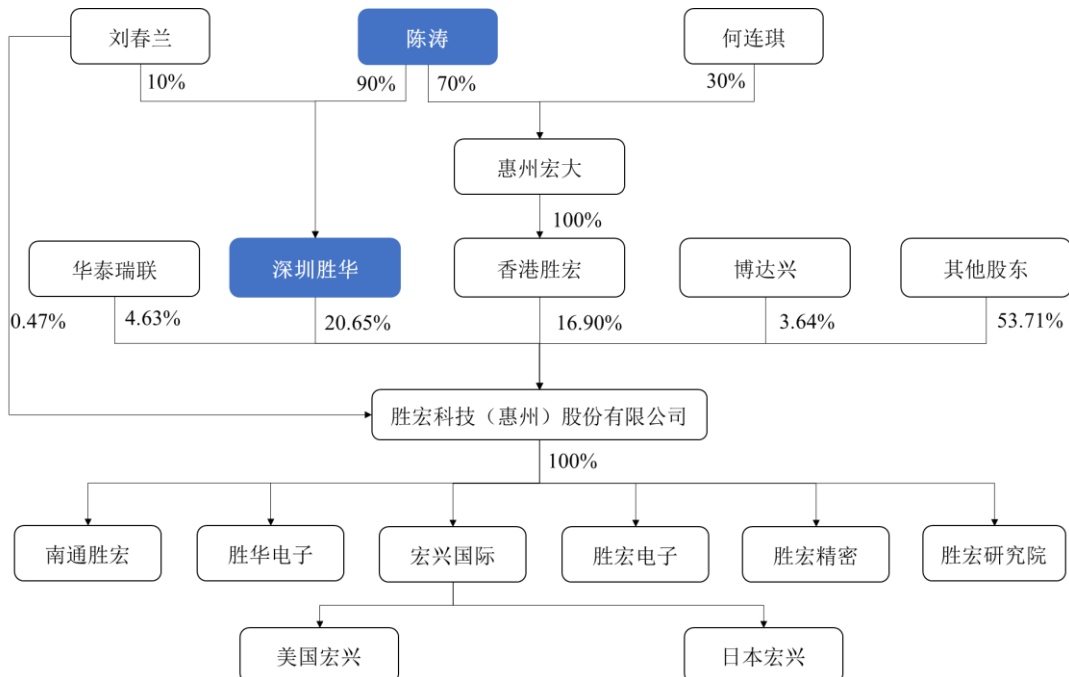 刘春兰
陈涛
何连琪
10%
90%
70%
30%
惠州宏大
100%
华泰瑞联
深圳胜华
香港胜宏
博达兴
其他股东
0.47%
4.63%
20.65%
16.90%
3.64%
53.71%
胜宏科技（惠州）股份有限公司
100%
南通胜宏
胜华电子
宏兴国际
胜宏电子
胜宏精密
胜宏研究院
美国宏兴
日本宏兴